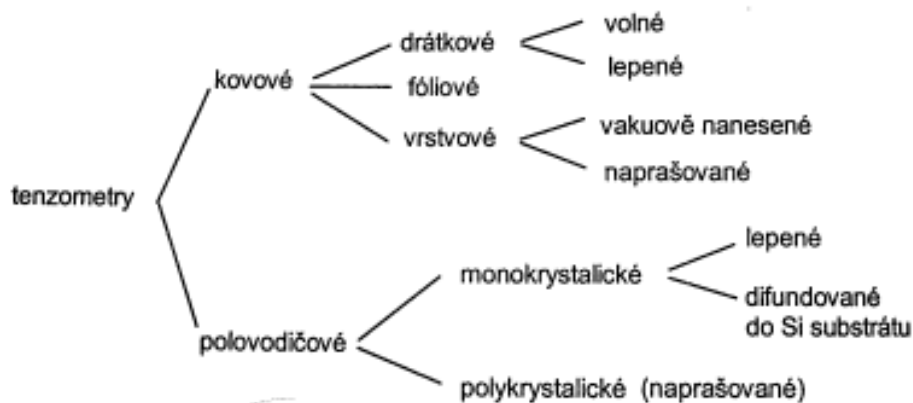 volné
drátkové
lepené
kovové
fóliové
vakuově nanesené
vrstvové
naprašované
tenzometry
lepené
monokrystalické
difundované
do Si substrátu
polovodičové
polykrystalické (naprašované)